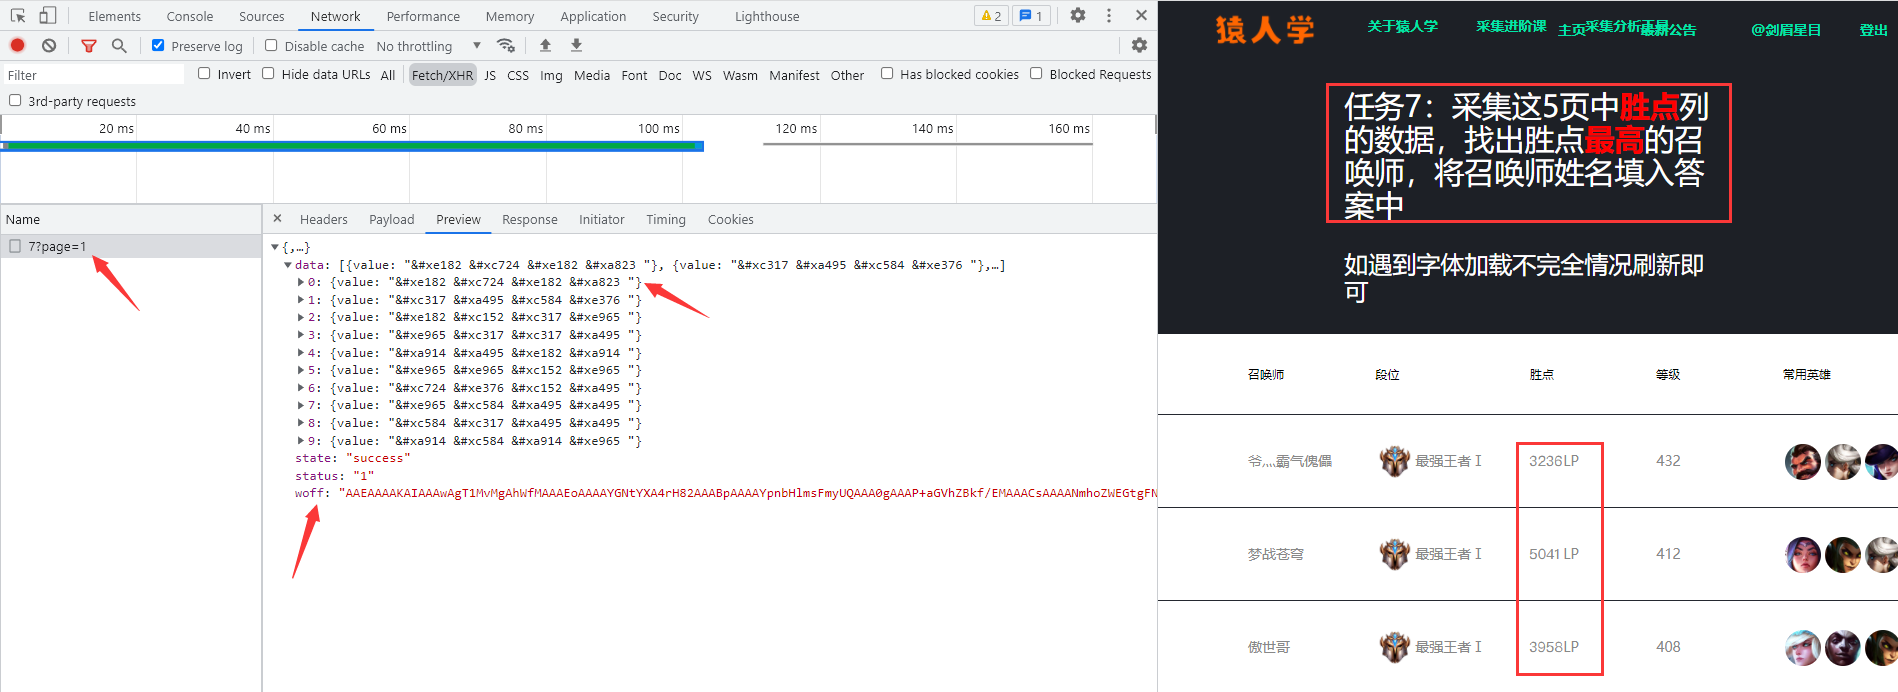 Elements Console Sources Network Performance Memory Application Security Lighthouse 2 1
Preserve log Disable cache No throttling
Filter Invert Hide data URLs All Fetch/XHR JS CSS Img Media Font Doc WS Wasm Manifest Other Has blocked cookies Blocked Requests
3rd-party requests
20 ms 40 ms 60 ms 80 ms 100 ms 120 ms 140 ms 160 ms
Name
7?page=1
Headers Payload Preview Response Initiator Timing Cookies
{,…}
data: [{value: "&#xe182 &#xc724 &#xe182 &#xa823 "}, {value: "&#xc317 &#xa495 &#xc584 &#xe376 "},…]
0: {value: "&#xe182 &#xc724 &#xe182 &#xa823 "}
1: {value: "&#xc317 &#xa495 &#xc584 &#xe376 "}
2: {value: "&#xe182 &#xc152 &#xc317 &#xe965 "}
3: {value: "&#xe965 &#xc317 &#xc317 &#xa495 "}
4: {value: "&#xa914 &#xa495 &#xe182 &#xa914 "}
5: {value: "&#xe965 &#xe965 &#xc152 &#xe965 "}
6: {value: "&#xc724 &#xe376 &#xc152 &#xa495 "}
7: {value: "&#xe965 &#xc584 &#xa495 &#xa495 "}
8: {value: "&#xc584 &#xc317 &#xa495 &#xa495 "}
9: {value: "&#xa914 &#xc584 &#xa914 &#xe965 "}
state: "success"
status: "1"
woff: "AAEAAAAKAIAAAwAgT1MvMgAhWfMAAAEoAAAAYGNtYXA4rH82AAABpAAAAYpnbHlmsFmyUQAAA0gAAAP+aGVhZBkf/EMAAACsAAAANmhoZWEGtgFN
猿人学 关于猿人学 采集进阶课 主页 采集分析工具 最新公告 @剑眉星目 登出
任务7：采集这5页中胜点列
的数据，找出胜点最高的召
唤师，将召唤师姓名填入答
案中
如遇到字体加载不完全情况刷新即
可
召唤师 段位 胜点 等级 常用英雄
爷灬霸气傀儡 最强王者 I 3236LP 432
梦战苍穹 最强王者 I 5041 LP 412
傲世哥 最强王者 I 3958LP 408